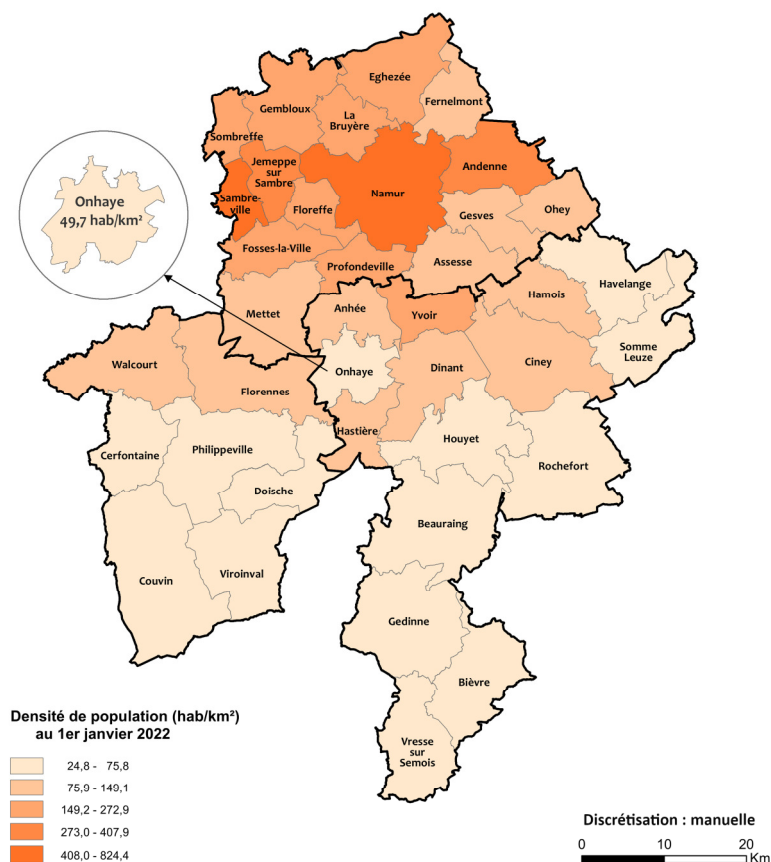 Eghezée
Gembloux
Fernelmont
La
Bruyère
Sombreffe
Jemeppe
sur
Sambre
Andenne
Namur
Sambre-
ville
Floreffe
Gesves
Ohey
Onhaye
49,7 hab/km²
Fosses-la-Ville
Profondeville
Assesse
Havelange
Mettet
Anhée
Yvoir
Hamois
Somme
Leuze
Walcourt
Onhaye
Dinant
Ciney
Florennes
Hastière
Houyet
Cerfontaine
Philippeville
Rochefort
Doische
Beauraing
Couvin
Viroinval
Gedinne
Bièvre
Vresse
sur
Semois
Densité de population (hab/km²)
au 1er janvier 2022
24,8 - 75,8
75,9 - 149,1
149,2 - 272,9
273,0 - 407,9
408,0 - 824,4
Discrétisation : manuelle
0 10 20
Km